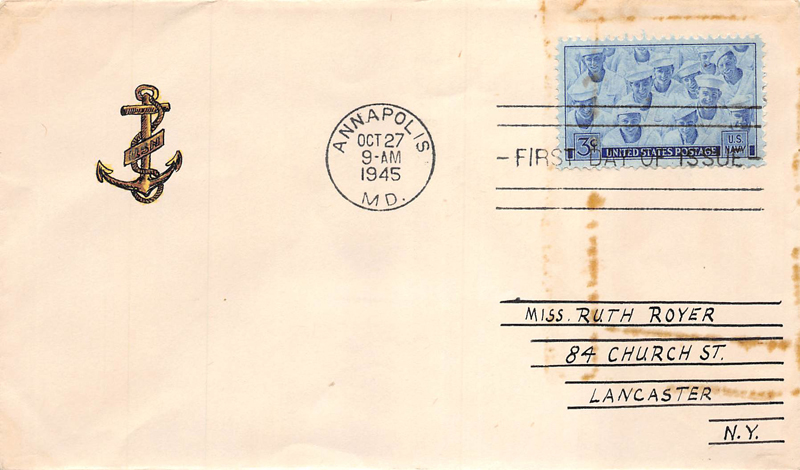 U.S.N.
ANNAPOLIS
OCT 27
9-AM
1945
MD.
FIRST DAY OF ISSUE
3¢
UNITED STATES POSTAGE
U.S.
NAVY
MISS. RUTH ROYER
84 CHURCH ST.
LANCASTER
N.Y.